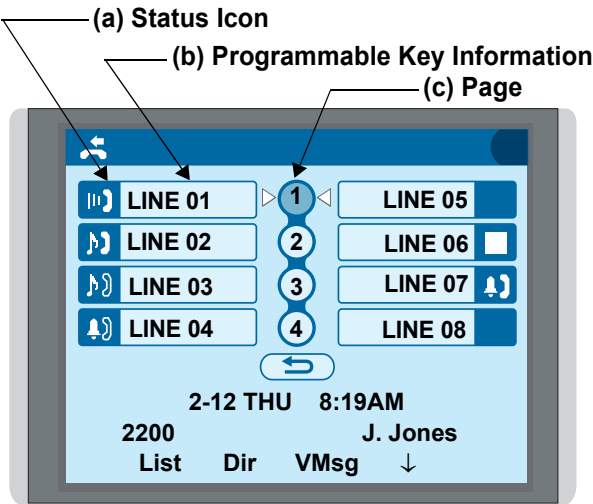 (a) Status Icon
(b) Programmable Key Information
(c) Page
LINE 01 1 LINE 05
LINE 02 2 LINE 06
LINE 03 3 LINE 07
LINE 04 4 LINE 08
2-12 THU 8:19AM
2200 J. Jones
List Dir VMsg ↓